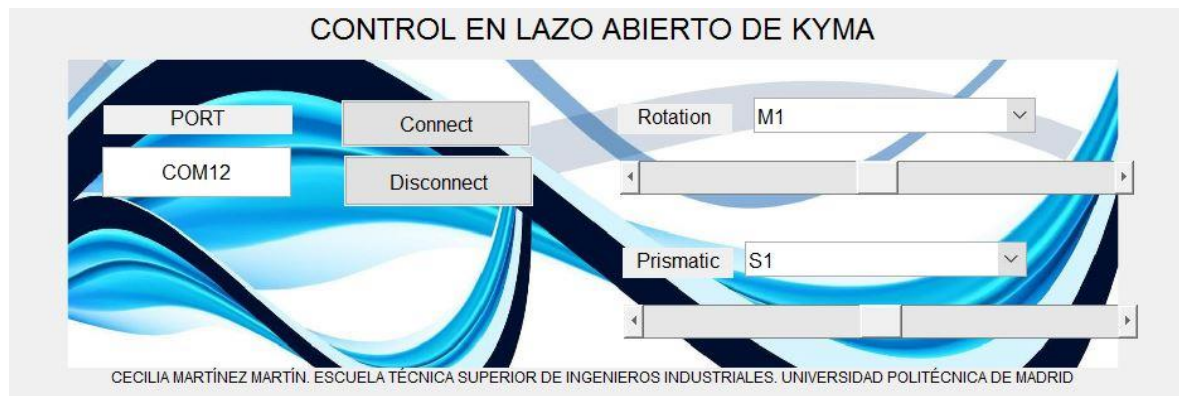 CONTROL EN LAZO ABIERTO DE KYMA
PORT
COM12
Connect
Disconnect
Rotation
M1
Prismatic
S1
CECILIA MARTÍNEZ MARTÍN. ESCUELA TÉCNICA SUPERIOR DE INGENIEROS INDUSTRIALES. UNIVERSIDAD POLITÉCNICA DE MADRID